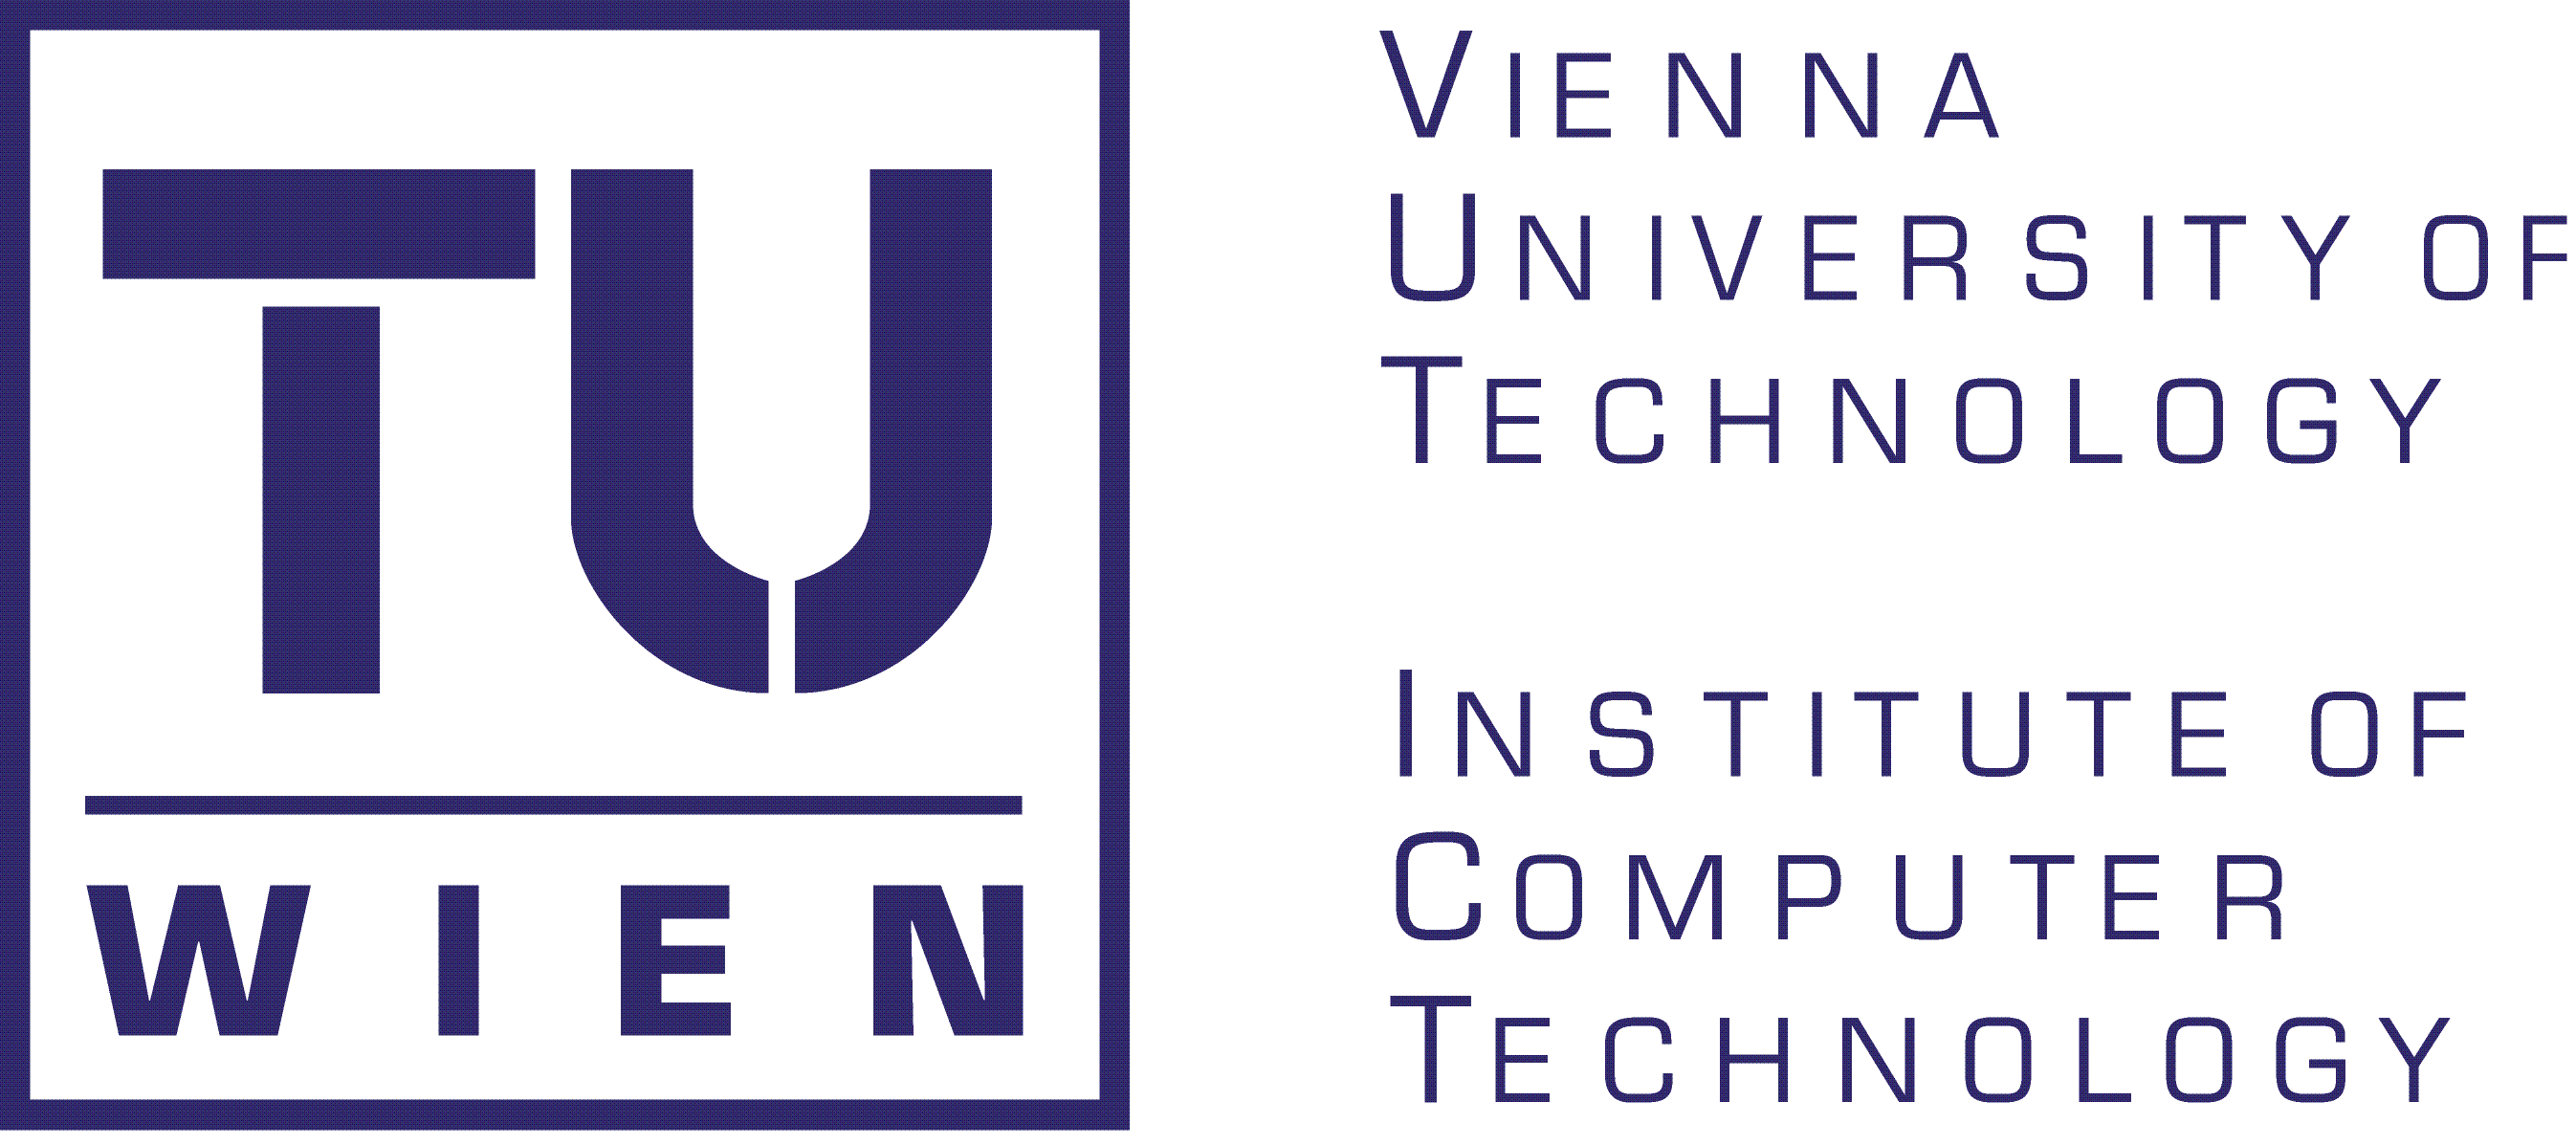 TU
WIEN
VIENNA
UNIVERSITY OF
TECHNOLOGY
INSTITUTE OF
COMPUTER
TECHNOLOGY